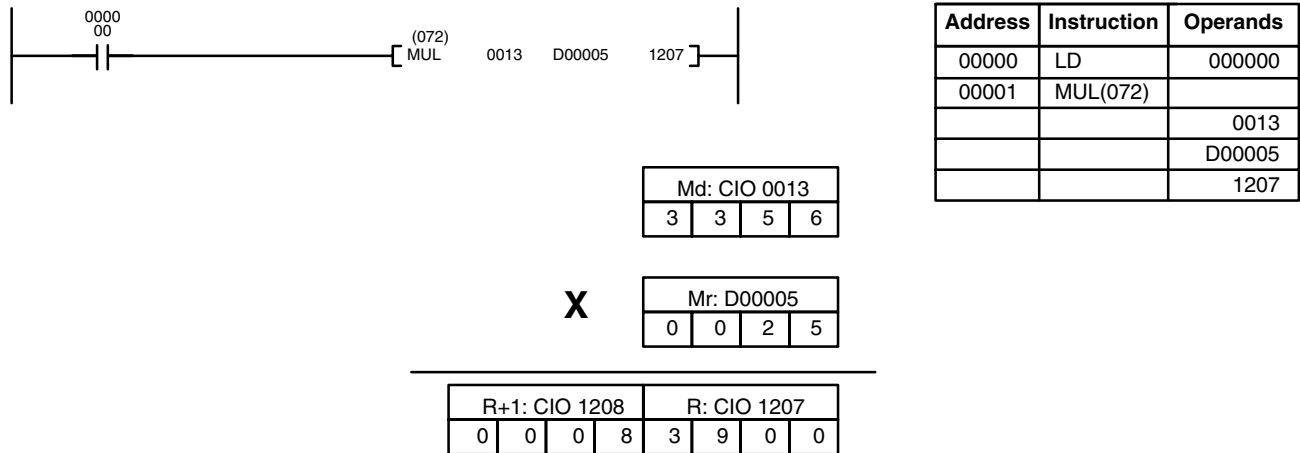 0000
00
(072)
MUL 0013 D00005 1207
Address Instruction Operands
00000 LD 000000
00001 MUL(072)
0013
D00005
1207
Md: CIO 0013
3 3 5 6
X
Mr: D00005
0 0 2 5
R+1: CIO 1208 R: CIO 1207
0 0 0 8 3 9 0 0